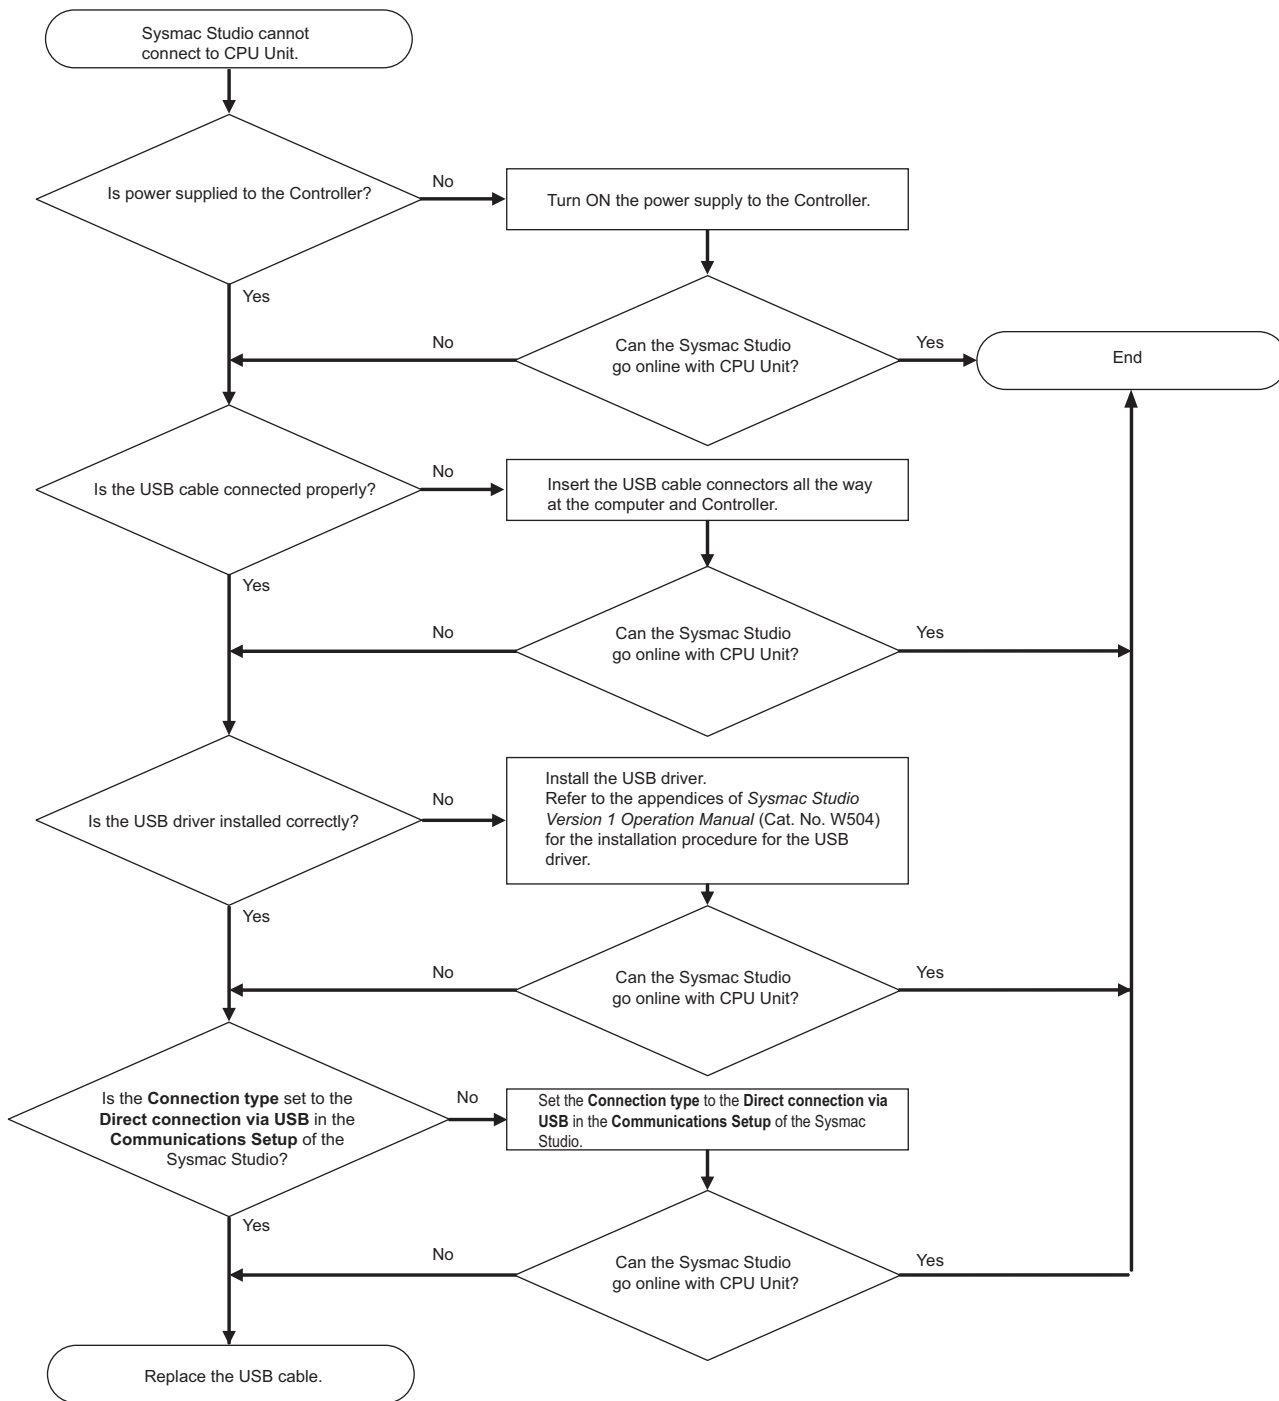 Sysmac Studio cannot
connect to CPU Unit.
Is power supplied to the Controller?
No
Turn ON the power supply to the Controller.
Yes
No
Can the Sysmac Studio
go online with CPU Unit?
Yes
End
Is the USB cable connected properly?
No
Insert the USB cable connectors all the way
at the computer and Controller.
Yes
No
Can the Sysmac Studio
go online with CPU Unit?
Yes
Is the USB driver installed correctly?
No
Install the USB driver.
Refer to the appendices of Sysmac Studio
Version 1 Operation Manual (Cat. No. W504)
for the installation procedure for the USB
driver.
Yes
No
Can the Sysmac Studio
go online with CPU Unit?
Yes
Is the Connection type set to the
Direct connection via USB in the
Communications Setup of the
Sysmac Studio?
No
Set the Connection type to the Direct connection via
USB in the Communications Setup of the Sysmac
Studio.
Yes
No
Can the Sysmac Studio
go online with CPU Unit?
Yes
Replace the USB cable.